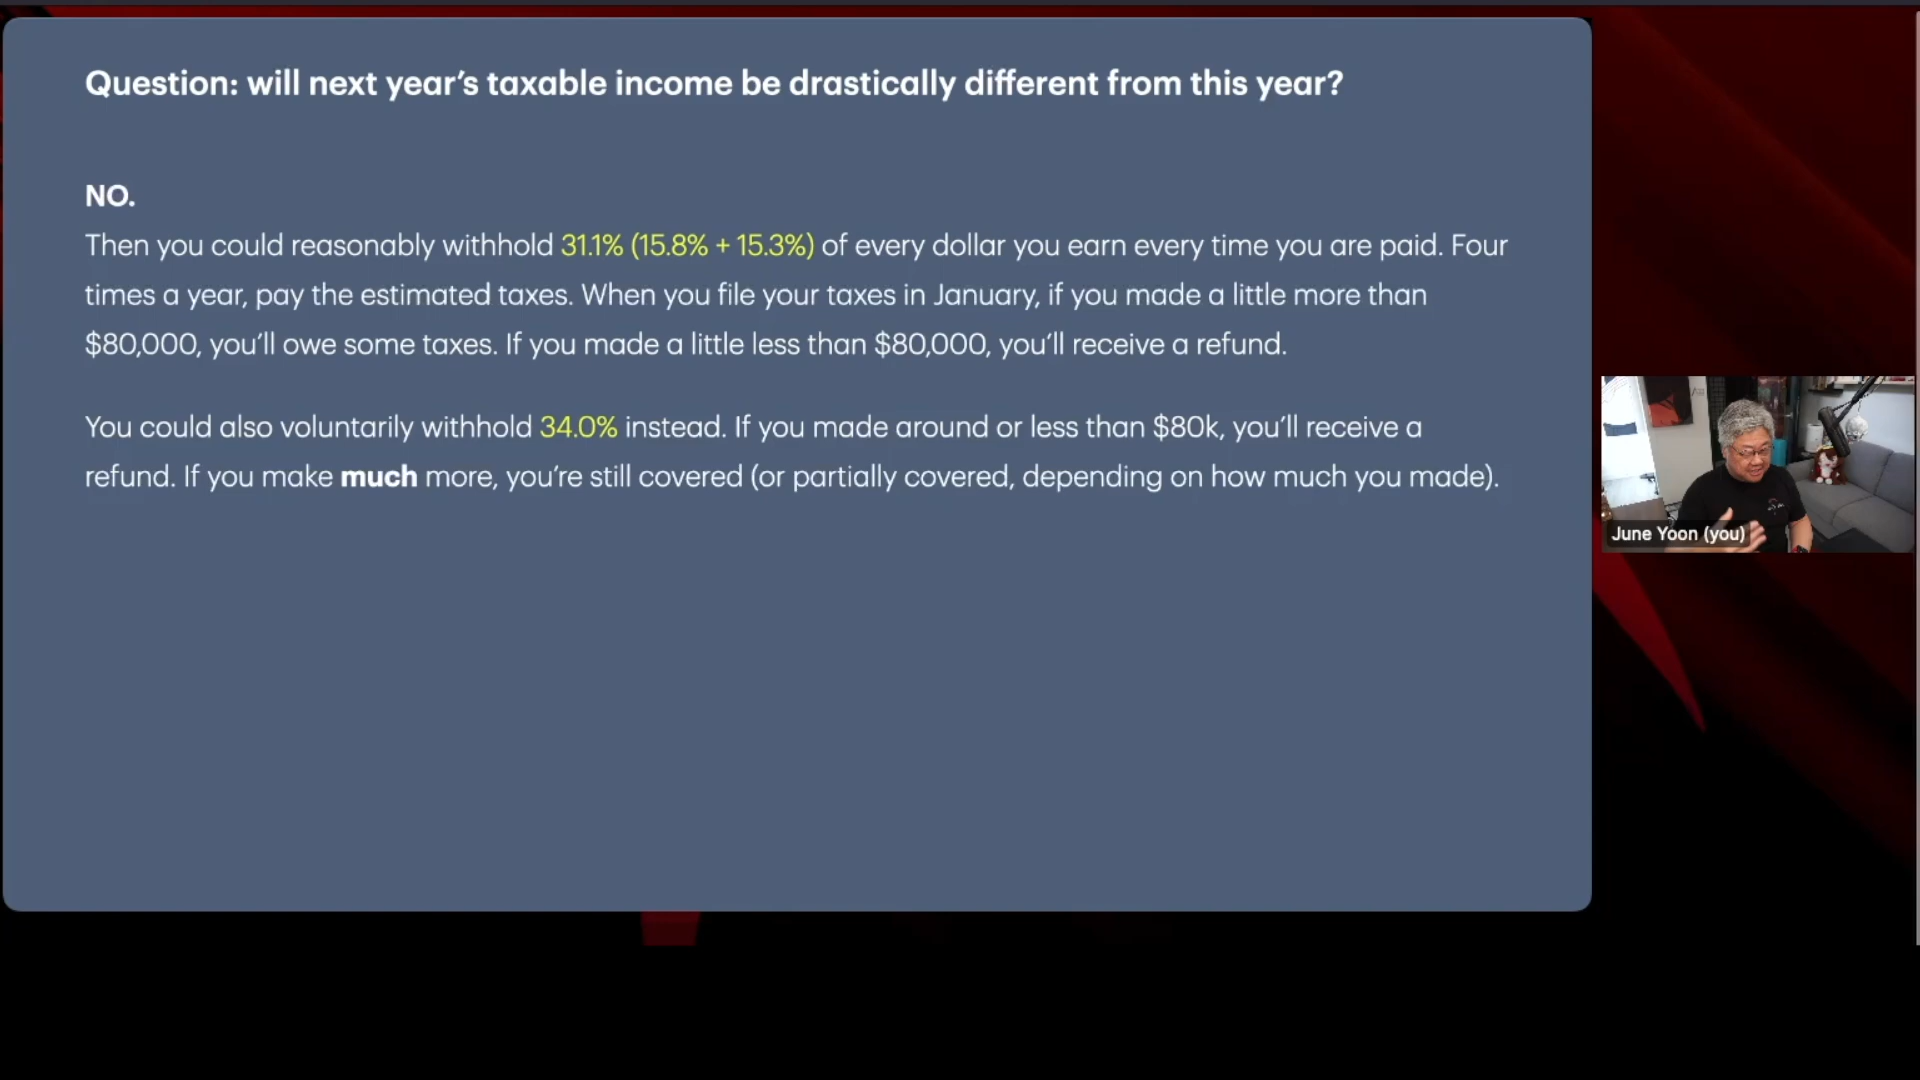 Question: will next year’s taxable income be drastically different from this year?
NO.
Then you could reasonably withhold 31.1% (15.8% + 15.3%) of every dollar you earn every time you are paid. Four
times a year, pay the estimated taxes. When you file your taxes in January, if you made a little more than
$80,000, you’ll owe some taxes. If you made a little less than $80,000, you’ll receive a refund.
You could also voluntarily withhold 34.0% instead. If you made around or less than $80k, you’ll receive a
refund. If you make much more, you’re still covered (or partially covered, depending on how much you made).
June Yoon (you)